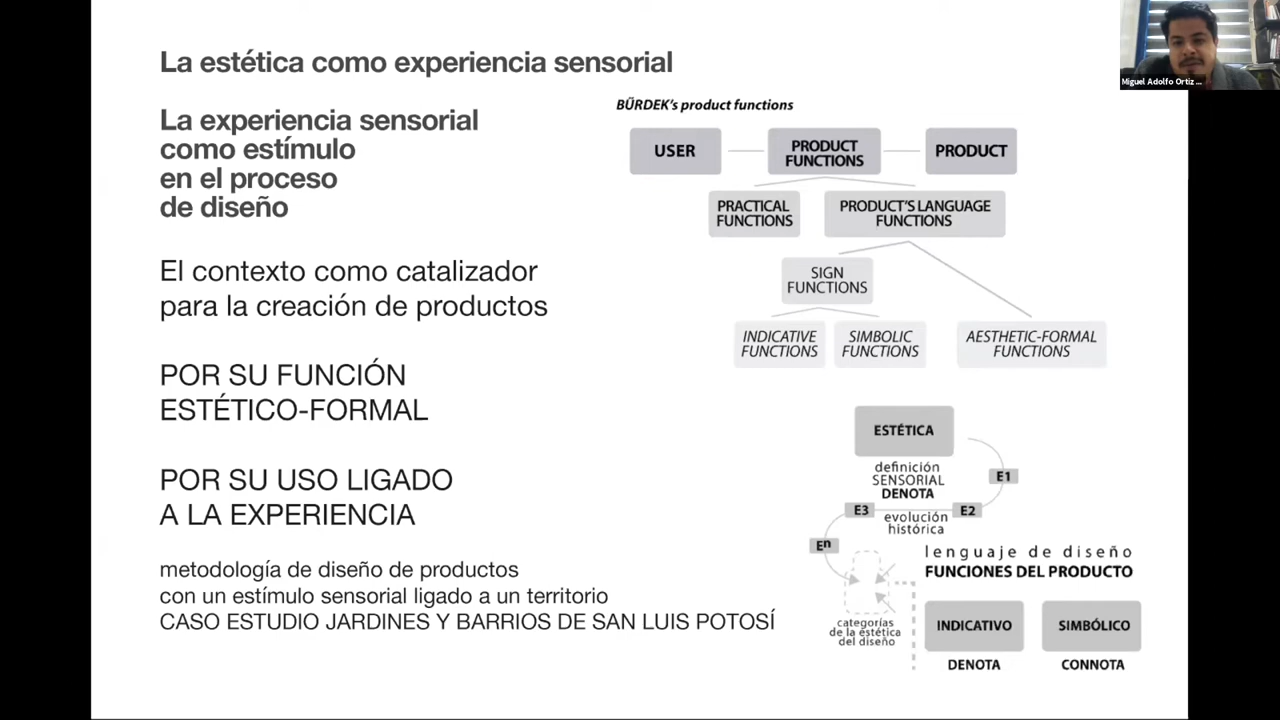 La estética como experiencia sensorial
La experiencia sensorial
como estímulo
en el proceso
de diseño
El contexto como catalizador
para la creación de productos
POR SU FUNCIÓN
ESTÉTICO-FORMAL
POR SU USO LIGADO
A LA EXPERIENCIA
metodología de diseño de productos
con un estímulo sensorial ligado a un territorio
CASO ESTUDIO JARDINES Y BARRIOS DE SAN LUIS POTOSÍ
BÜRDEK's product functions
USER
PRODUCT
FUNCTIONS
PRODUCT
PRACTICAL
FUNCTIONS
PRODUCT'S LANGUAGE
FUNCTIONS
SIGN
FUNCTIONS
INDICATIVE
FUNCTIONS
SIMBOLIC
FUNCTIONS
AESTHETIC-FORMAL
FUNCTIONS
ESTÉTICA
definición
SENSORIAL
DENOTA
E1
E3
E2
evolución
histórica
En
lenguaje de diseño
FUNCIONES DEL PRODUCTO
categorías
de la estética
del diseño
INDICATIVO
SIMBÓLICO
DENOTA
CONNOTA
Miguel Adolfo Ortiz ...